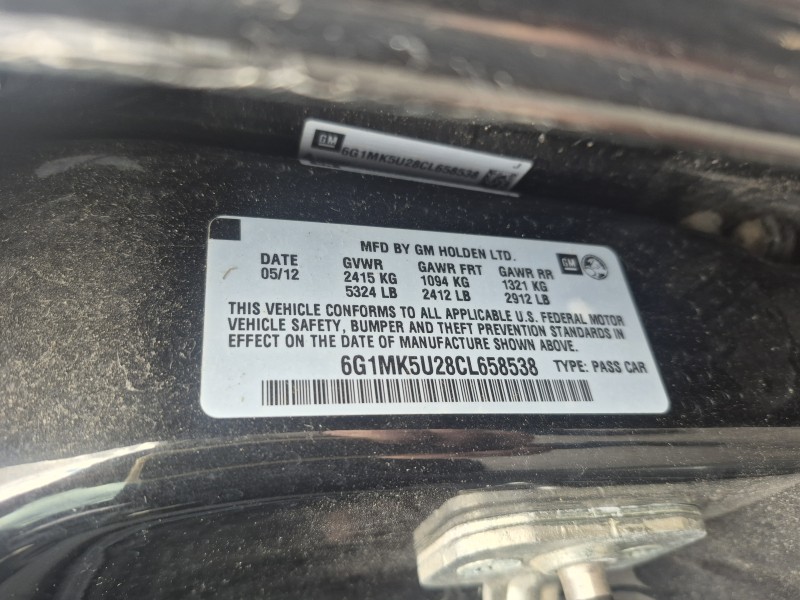 GM
6G1MK5U28CL658538
MFD BY GM HOLDEN LTD.
DATE GVWR GAWR FRT GAWR RR GM
05/12 2415 KG 1094 KG 1321 KG
5324 LB 2412 LB 2912 LB
THIS VEHICLE CONFORMS TO ALL APPLICABLE U.S. FEDERAL MOTOR
VEHICLE SAFETY, BUMPER AND THEFT PREVENTION STANDARDS IN
EFFECT ON THE DATE OF MANUFACTURE SHOWN ABOVE.
6G1MK5U28CL658538 TYPE: PASS CAR